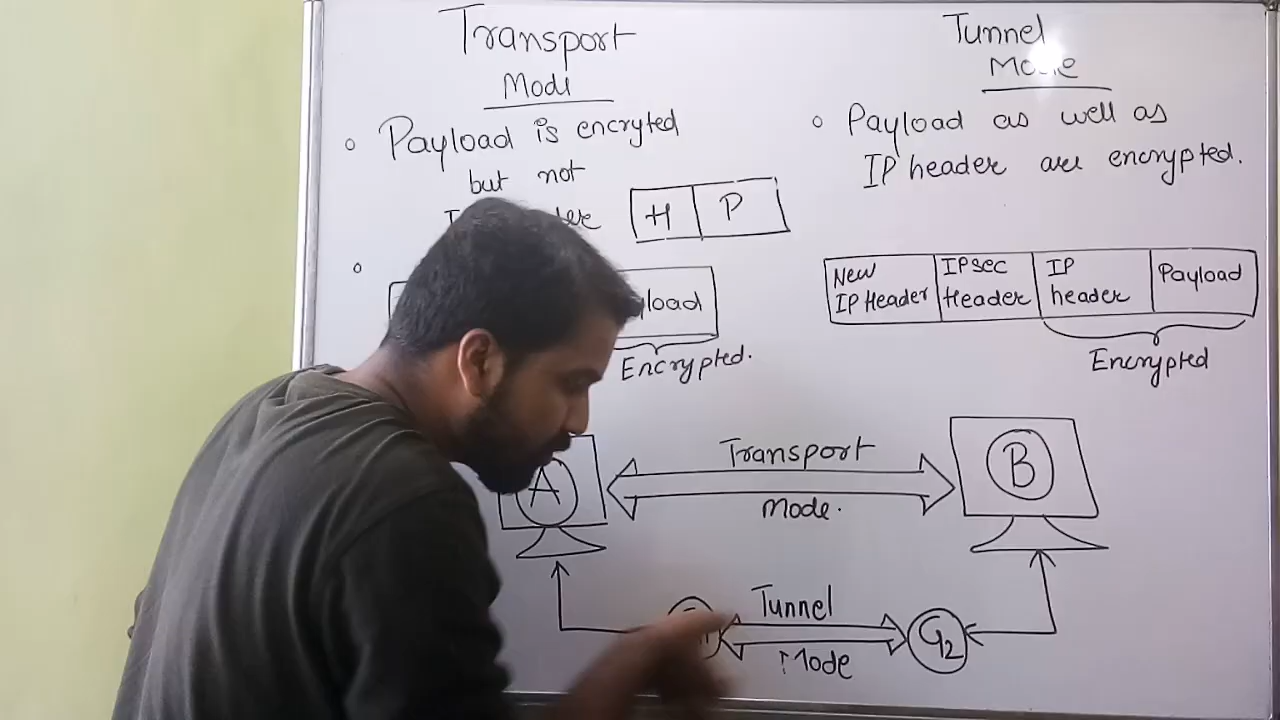 Transport
Mode
Payload is encryted
but not
H P
Encrypted.
Tunnel
Mode
Payload as well as
IP header are encrypted.
New
IP Header
IPsec
Header
IP
header
Payload
Encrypted
A
Transport
Mode.
B
Tunnel
Mode
G2